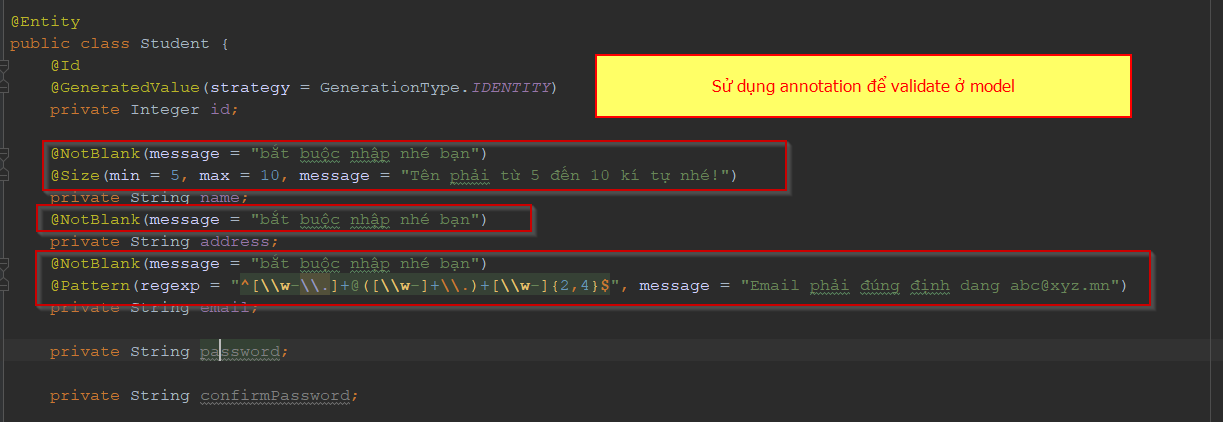 @Entity
public class Student {
@Id
@GeneratedValue(strategy = GenerationType.IDENTITY)
private Integer id;
Sử dụng annotation để validate ở model
@NotBlank(message = "bắt buộc nhập nhé bạn")
@Size(min = 5, max = 10, message = "Tên phải từ 5 đến 10 kí tự nhé!")
private String name;
@NotBlank(message = "bắt buộc nhập nhé bạn")
private String address;
@NotBlank(message = "bắt buộc nhập nhé bạn")
@Pattern(regexp = "^[\\w-\\.]+@([\\w-]+\\.)+[\\w-]{2,4}$", message = "Email phải đúng định dang abc@xyz.mn")
private String email;
private String password;
private String confirmPassword;